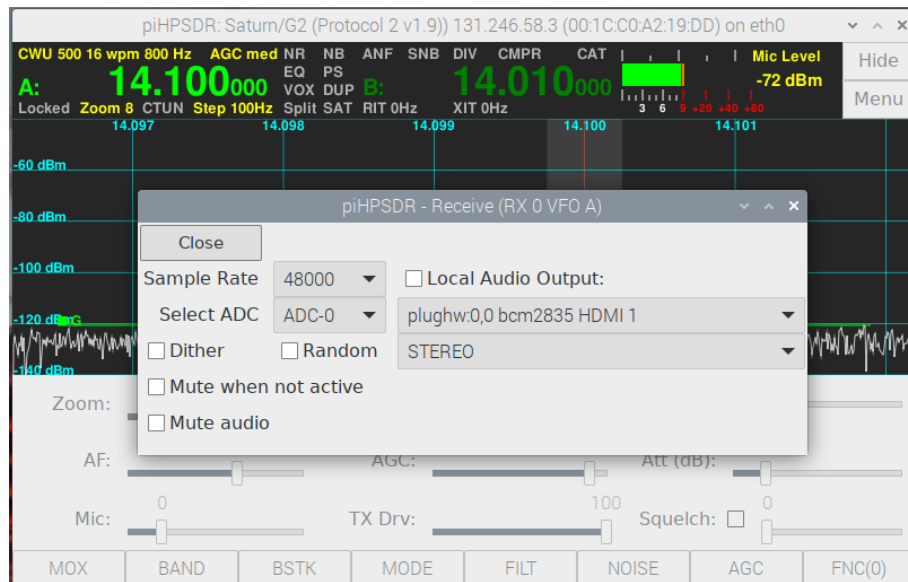 piHPSDR: Saturn/G2 (Protocol 2 v1.9)) 131.246.58.3 (00:1C:C0:A2:19:DD) on eth0
CWU 500 16 wpm 800 Hz AGC med NR NB ANF SNB DIV CMPR CAT Mic Level Hide
EQ PS
A: 14.100000 VOX DUP B: 14.010000 -72 dBm
Locked Zoom 8 CTUN Step 100Hz Split SAT RIT 0Hz XIT 0Hz 3 6 9 +20 +40 +60 Menu
14.097 14.098 14.099 14.100 14.101
-60 dBm
piHPSDR - Receive (RX 0 VFO A)
-80 dBm
Close
-100 dBm
Sample Rate 48000 Local Audio Output:
Select ADC ADC-0 plughw:0,0 bcm2835 HDMI 1
-120 dBm G
Dither Random STEREO
-140 dBm
Mute when not active
Zoom:
Mute audio
AF: AGC: Att (dB):
0 100 0
Mic: TX Drv: Squelch:
MOX BAND BSTK MODE FILT NOISE AGC FNC(0)